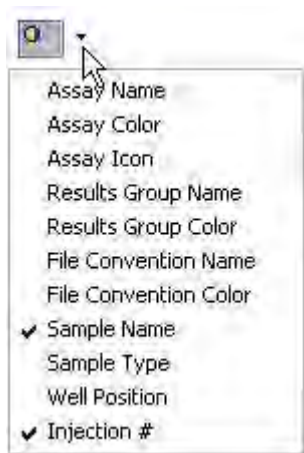 Assay Name
Assay Color
Assay Icon
Results Group Name
Results Group Color
File Convention Name
File Convention Color
Sample Name
Sample Type
Well Position
Injection #